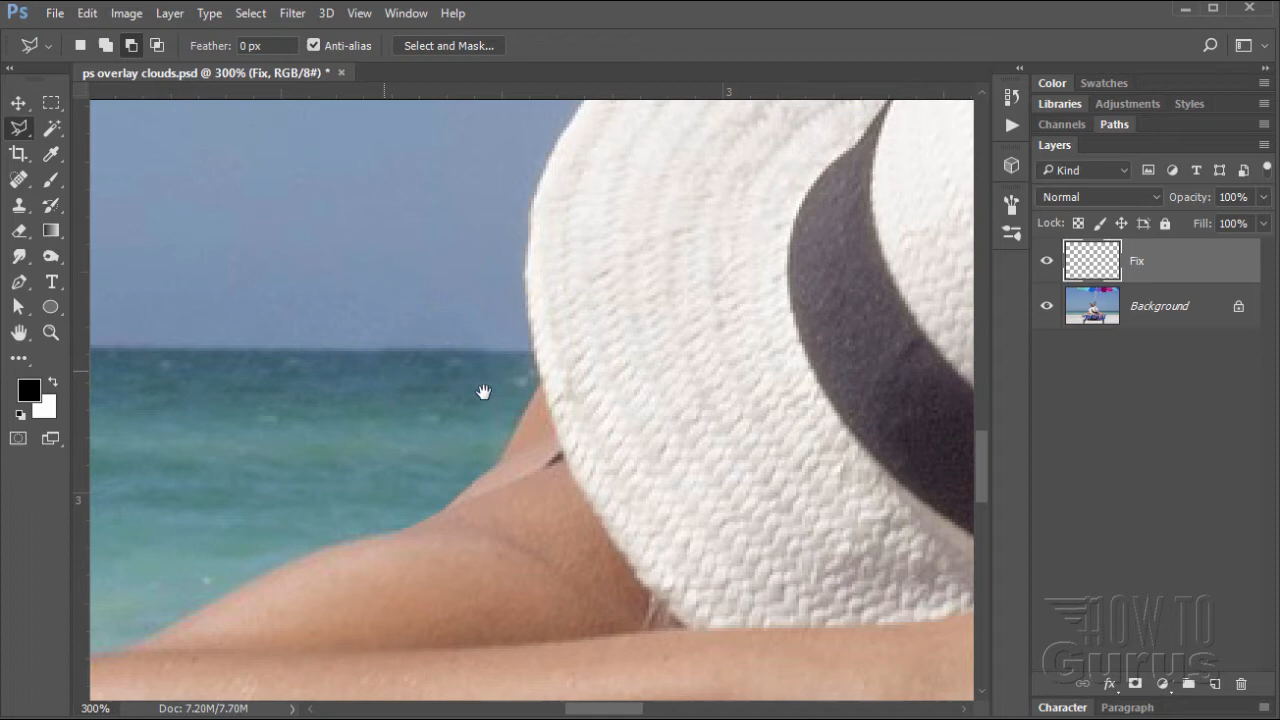 Ps File Edit Image Layer Type Select Filter 3D View Window Help
Feather: 0 px Anti-alias Select and Mask...
ps overlay clouds.psd @ 300% (Fix, RGB/8#) * ×
3
3
Color Swatches
Libraries Adjustments Styles
Channels Paths
Layers
Kind
Normal Opacity: 100%
Lock: Fill: 100%
Fix
Background
HOW TO
Gurus
300% Doc: 7.20M/7.70M
Character Paragraph